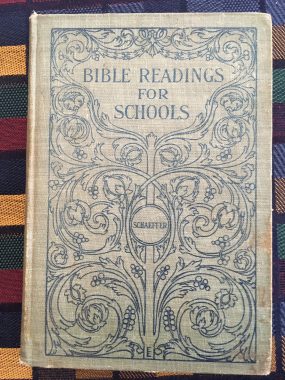 BIBLE READINGS
FOR
SCHOOLS
SCHAEFFER
E